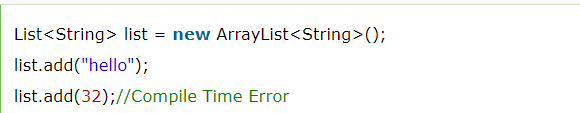 List<String> list = new ArrayList<String>();
list.add("hello");
list.add(32);//Compile Time Error